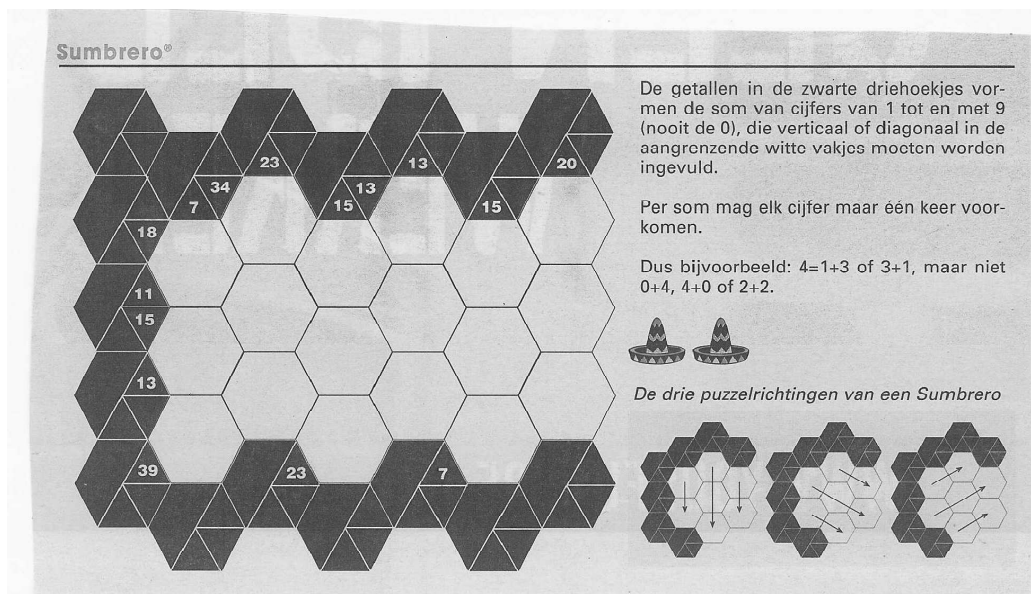 Sumbrero®
De getallen in de zwarte driehoekjes vor-
men de som van cijfers van 1 tot en met 9
(nooit de 0), die verticaal of diagonaal in de
aangrenzende witte vakjes moeten worden
ingevuld.
Per som mag elk cijfer maar één keer voor-
komen.
Dus bijvoorbeeld: 4=1+3 of 3+1, maar niet
0+4, 4+0 of 2+2.
De drie puzzelrichtingen van een Sumbrero
23 13 20
34 13
7 15 15
18
11
15
13
39 23 7